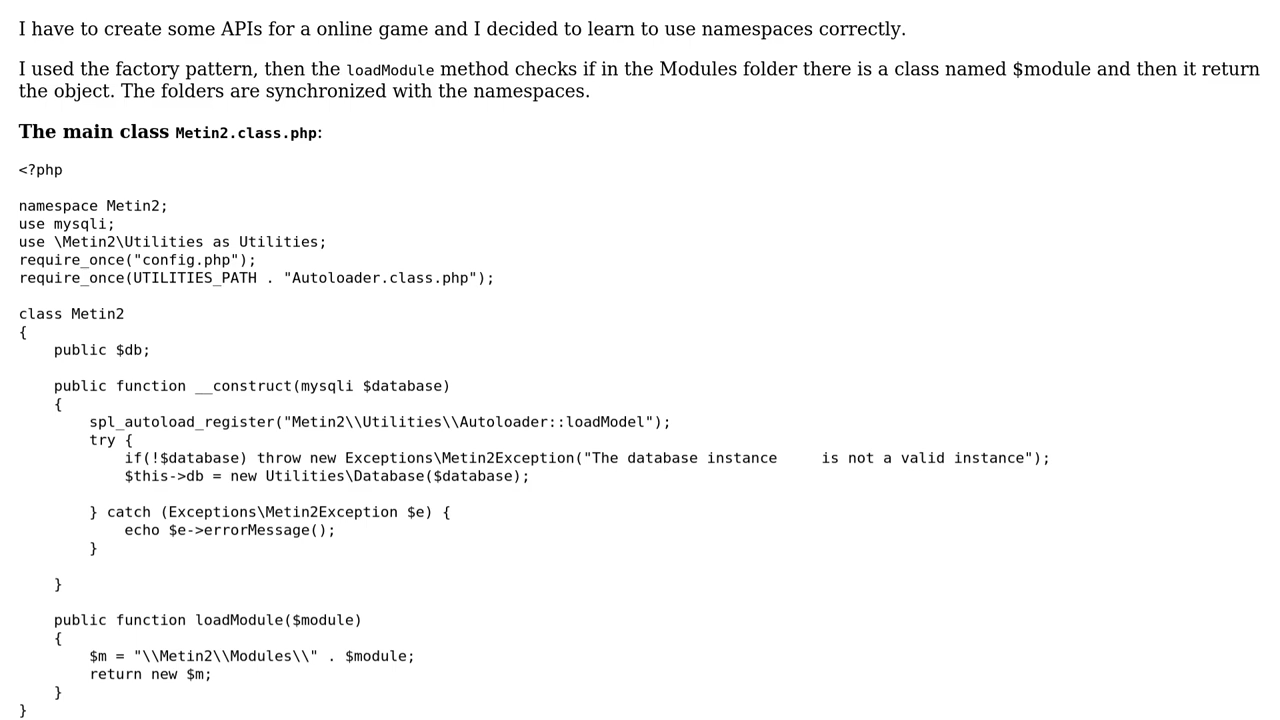 I have to create some APIs for a online game and I decided to learn to use namespaces correctly.
I used the factory pattern, then the loadModule method checks if in the Modules folder there is a class named $module and then it return
the object. The folders are synchronized with the namespaces.
The main class Metin2.class.php:
<?php
namespace Metin2;
use mysqli;
use \Metin2\Utilities as Utilities;
require_once("config.php");
require_once(UTILITIES_PATH . "Autoloader.class.php");
class Metin2
{
    public $db;
    public function __construct(mysqli $database)
    {
        spl_autoload_register("Metin2\\Utilities\\Autoloader::loadModel");
        try {
            if(!$database) throw new Exceptions\Metin2Exception("The database instance     is not a valid instance");
            $this->db = new Utilities\Database($database);
        } catch (Exceptions\Metin2Exception $e) {
            echo $e->errorMessage();
        }
    }
    public function loadModule($module)
    {
        $m = "\\Metin2\\Modules\\" . $module;
        return new $m;
    }
}